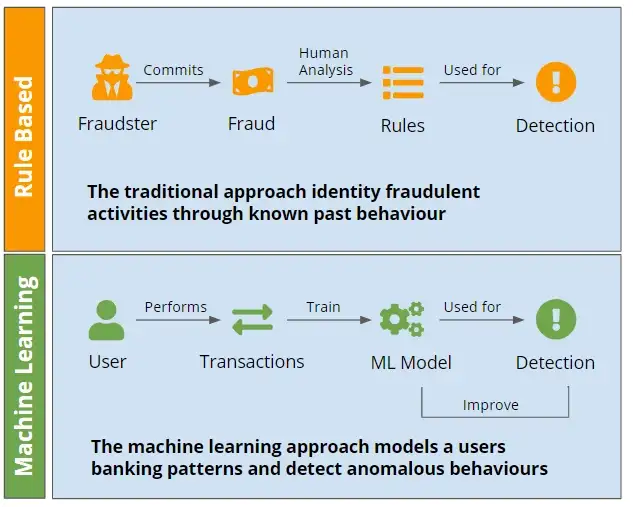 Rule Based
Commits
Human
Analysis
Used for
Fraudster
Fraud
Rules
Detection
The traditional approach identity fraudulent
activities through known past behaviour
Machine Learning
Performs
Train
Used for
User
Transactions
ML Model
Detection
Improve
The machine learning approach models a users
banking patterns and detect anomalous behaviours